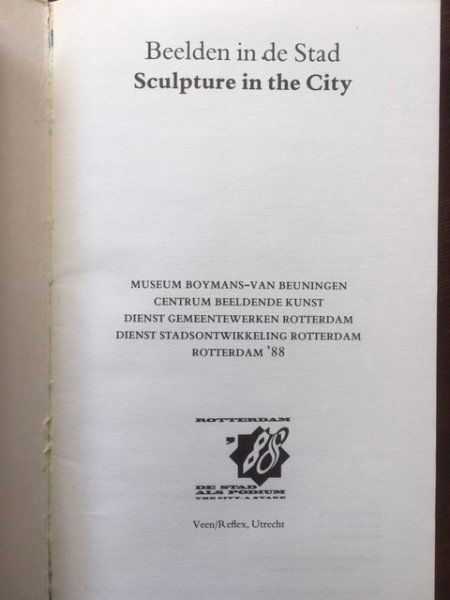 Beelden in de Stad
Sculpture in the City
MUSEUM BOYMANS-VAN BEUNINGEN
CENTRUM BEELDENDE KUNST
DIENST GEMEENTEWERKEN ROTTERDAM
DIENST STADSONTWIKKELING ROTTERDAM
ROTTERDAM '88
ROTTERDAM
'88
DE STAD
ALS PODIUM
THE CITY: A STAGE
Veen/Reflex, Utrecht